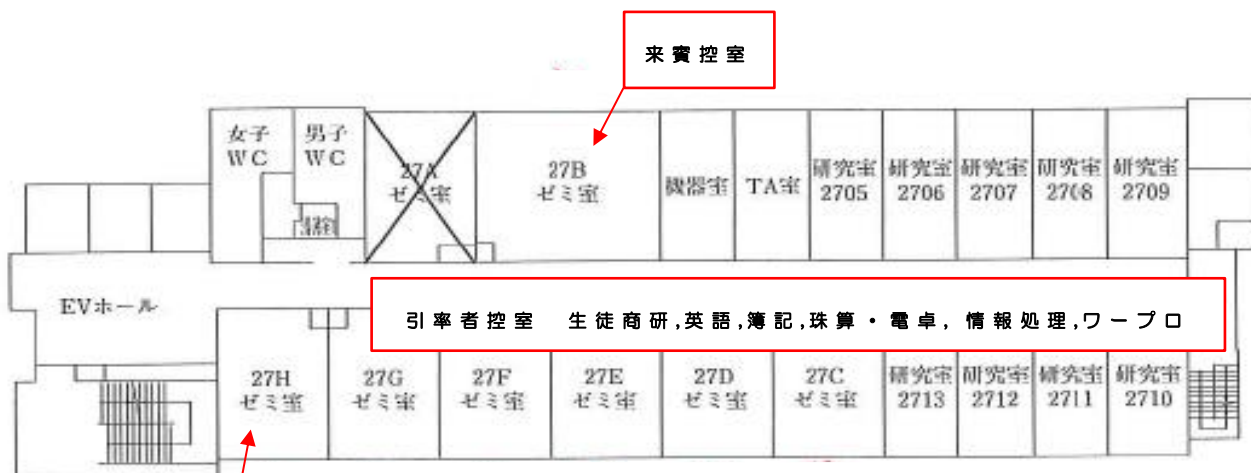 来賓控室
女子
WC
男子
WC
27A
ゼミ室
27B
ゼミ室
機器室
TA室
研究室
2705
研究室
2706
研究室
2707
研究室
2708
研究室
2709
EVホール
引率者控室 生徒商研,英語,簿記,珠算・電卓,情報処理,ワープロ
27H
ゼミ室
27G
ゼミ室
27F
ゼミ室
27E
ゼミ室
27D
ゼミ室
27C
ゼミ室
研究室
2713
研究室
2712
研究室
2711
研究室
2710